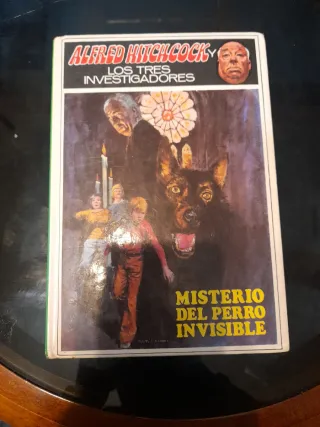 ALFRED HITCHCOCK Y
LOS TRES
INVESTIGADORES
MISTERIO
DEL PERRO
INVISIBLE